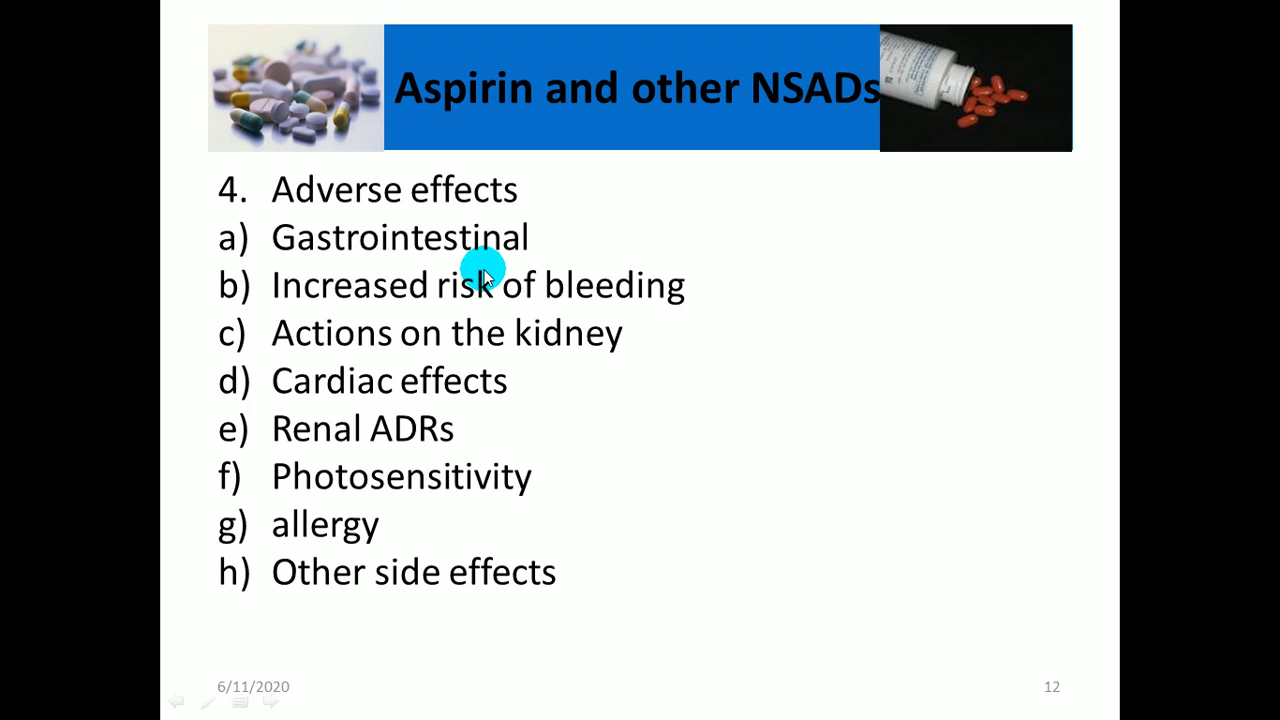 Aspirin and other NSADs
4. Adverse effects
a) Gastrointestinal
b) Increased risk of bleeding
c) Actions on the kidney
d) Cardiac effects
e) Renal ADRs
f) Photosensitivity
g) allergy
h) Other side effects
6/11/2020
12